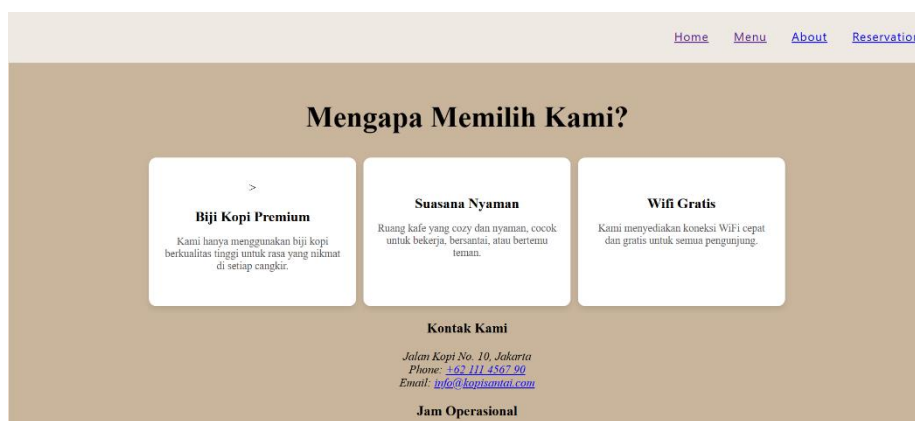 Home Menu About Reservation
Mengapa Memilih Kami?
>
Biji Kopi Premium
Kami hanya menggunakan biji kopi
berkualitas tinggi untuk rasa yang nikmat
di setiap cangkir.
Suasana Nyaman
Ruang kafe yang cozy dan nyaman, cocok
untuk bekerja, bersantai, atau bertemu
teman.
Wifi Gratis
Kami menyediakan koneksi WiFi cepat
dan gratis untuk semua pengunjung.
Kontak Kami
Jalan Kopi No. 10, Jakarta
Phone: +62 111 4567 90
Email: info@kopisantai.com
Jam Operasional